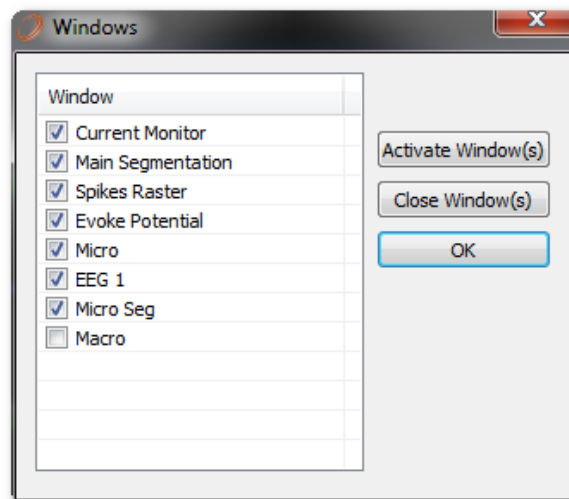 Windows
Window
Current Monitor
Main Segmentation
Spikes Raster
Evoke Potential
Micro
EEG 1
Micro Seg
Macro
Activate Window(s)
Close Window(s)
OK